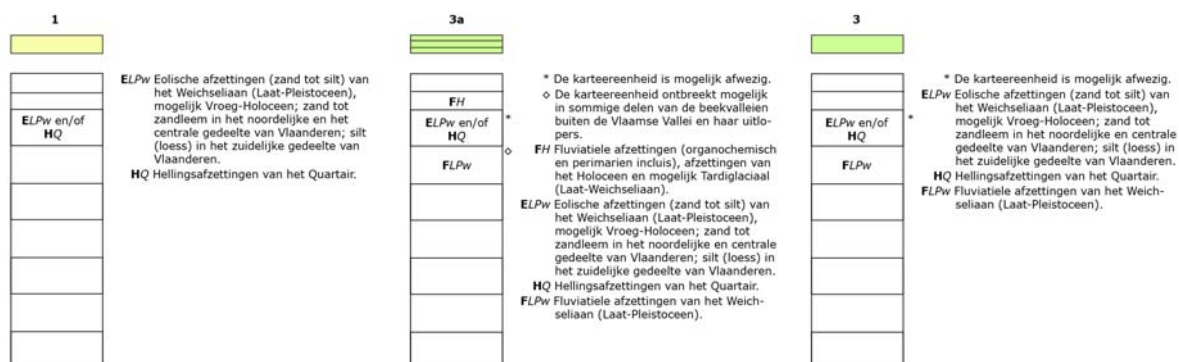 1
ELPw en/of
HQ
ELPw Eolische afzettingen (zand tot silt) van
het Weichseliaan (Laat-Pleistoceen),
mogelijk Vroeg-Holoceen; zand tot
zandleem in het noordelijke en het
centrale gedeelte van Vlaanderen; silt
(loess) in het zuidelijke gedeelte van
Vlaanderen.
HQ Hellingsafzettingen van het Quartair.
3a
FH
ELPw en/of
HQ
*
◇
FLPw
* De karteereenheid is mogelijk afwezig.
◇ De karteereenheid ontbreekt mogelijk
in sommige delen van de beekvalleien
buiten de Vlaamse Vallei en haar uitlo-
pers.
FH Fluviatiele afzettingen (organochemisch
en perimarien incluis), afzettingen van
het Holoceen en mogelijk Tardiglaciaal
(Laat-Weichseliaan).
ELPw Eolische afzettingen (zand tot silt) van
het Weichseliaan (Laat-Pleistoceen),
mogelijk Vroeg-Holoceen; zand tot
zandleem in het noordelijke en centrale
gedeelte van Vlaanderen; silt (loess) in
het zuidelijke gedeelte van Vlaanderen.
HQ Hellingsafzettingen van het Quartair.
FLPw Fluviatiele afzettingen van het Weich-
seliaan (Laat-Pleistoceen).
3
ELPw en/of
HQ
*
FLPw
* De karteereenheid is mogelijk afwezig.
ELPw Eolische afzettingen (zand tot silt) van
het Weichseliaan (Laat-Pleistoceen),
mogelijk Vroeg-Holoceen; zand tot
zandleem in het noordelijke en centrale
gedeelte van Vlaanderen; silt (loess) in
het zuidelijke gedeelte van Vlaanderen.
HQ Hellingsafzettingen van het Quartair.
FLPw Fluviatiele afzettingen van het Weich-
seliaan (Laat-Pleistoceen).